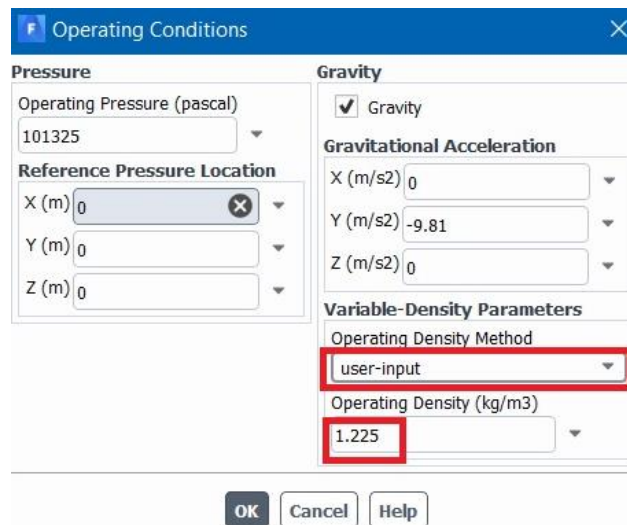 F Operating Conditions
Pressure
Operating Pressure (pascal)
101325
Reference Pressure Location
X (m) 0
Y (m) 0
Z (m) 0
Gravity
Gravity
Gravitational Acceleration
X (m/s2) 0
Y (m/s2) -9.81
Z (m/s2) 0
Variable-Density Parameters
Operating Density Method
user-input
Operating Density (kg/m3)
1.225
OK Cancel Help